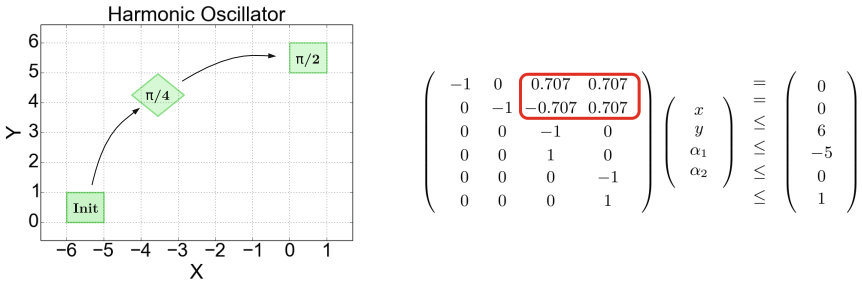 Harmonic Oscillator
6
5
4
3
2
1
0
Y
π/2
π/4
Init
−6 −5 −4 −3 −2 −1 0 1
X
−1 0 0.707 0.707
0 −1 −0.707 0.707
0 0 −1 0
0 0 1 0
0 0 0 −1
0 0 0 1
x
y
α₁
α₂
=
=
≤
≤
≤
≤
0
0
6
−5
0
1